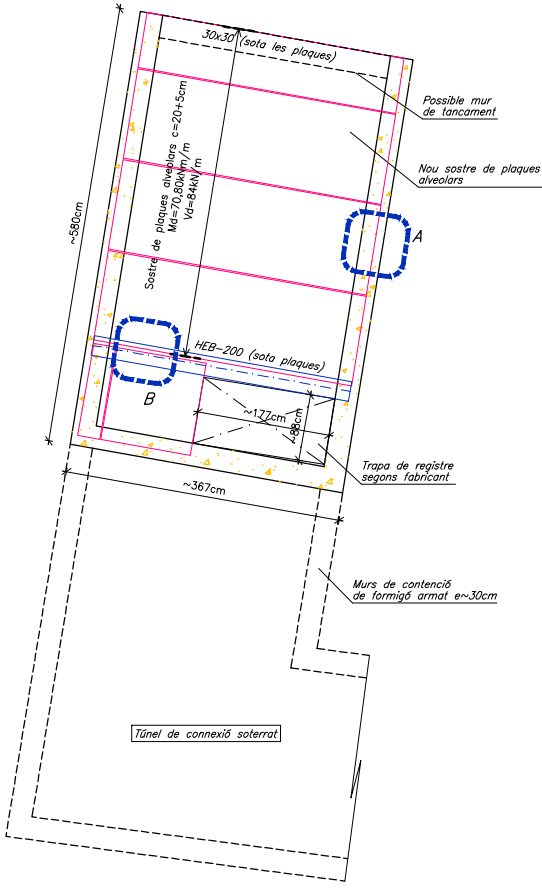 30x30 (sota les plaques)
Possible mur
de tancament
Nou sostre de plaques
alveolars
Sostre de plaques alveolars c=20+5cm
Md=70,80kNm/m
Vd=84kN/m
~580cm
A
HEB-200 (sota plaques)
B
~177cm
~88cm
Trapa de registre
segons fabricant
~367cm
Murs de contenció
de formigó armat e~30cm
Túnel de connexió soterrat